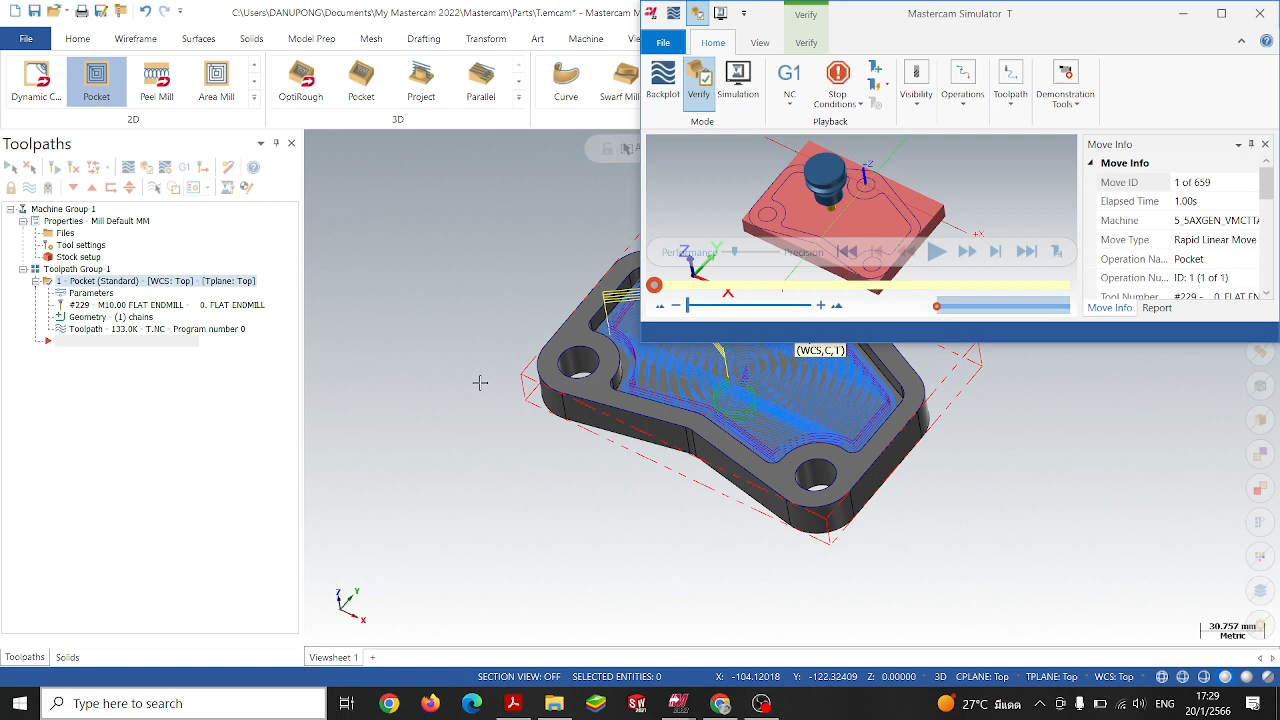 C:\Users\DANUPONG\Documents\My Mastercam 2022\Mastercam\Parts\T.emcam* - Mastercam M
Verify
Mastercam Simulator T
File
Home
Wireframe
Surfaces
Solids
Model Prep
Mesh
Drafting
Transform
Art
Machine
File
Home
View
Verify
Dynamic C...
Pocket
Peel Mill
Area Mill
OptiRough
Pocket
Project
Parallel
Curve
Swarf Mill
2D
3D
Backplot
Verify
Simulation
G1
NC
Stop
Conditions
Visibility
Operations
Toolpath
Demonstration
Tools
Mode
Playback
Toolpaths
G1
Machine Group-1
Properties - Mill Default MM
Files
Tool settings
Stock setup
Toolpath Group-1
1 - Pocket (Standard) - [WCS: Top] - [Tplane: Top]
Parameters
#229 - M10.00 FLAT ENDMILL - 0. FLAT ENDMILL
Geometry - (1) chains
Toolpath - 133.0K - T.NC - Program number 0
-Z
+X
Performance
Precision
Z
Y
X
Move Info
Move Info
Move ID
1 of 659
Elapsed Time
1.00s
Machine
5_5AXGEN_VMCTTA
Move Type
Rapid Linear Move
Operation Na...
Pocket
Operation Nu...
ID: 1 (1 of 1)
Move Info
Report
(WCS,C,T)
Z
Y
X
30.757 mm
Metric
Toolpaths
Solids
Viewsheet 1
+
SECTION VIEW: OFF
SELECTED ENTITIES: 0
X: -104.12018
Y: -122.32409
Z: 0.00000
3D
CPLANE: Top
TPLANE: Top
WCS: Top
Type here to search
27°C มีแดด
ENG
17:29
20/1/2566